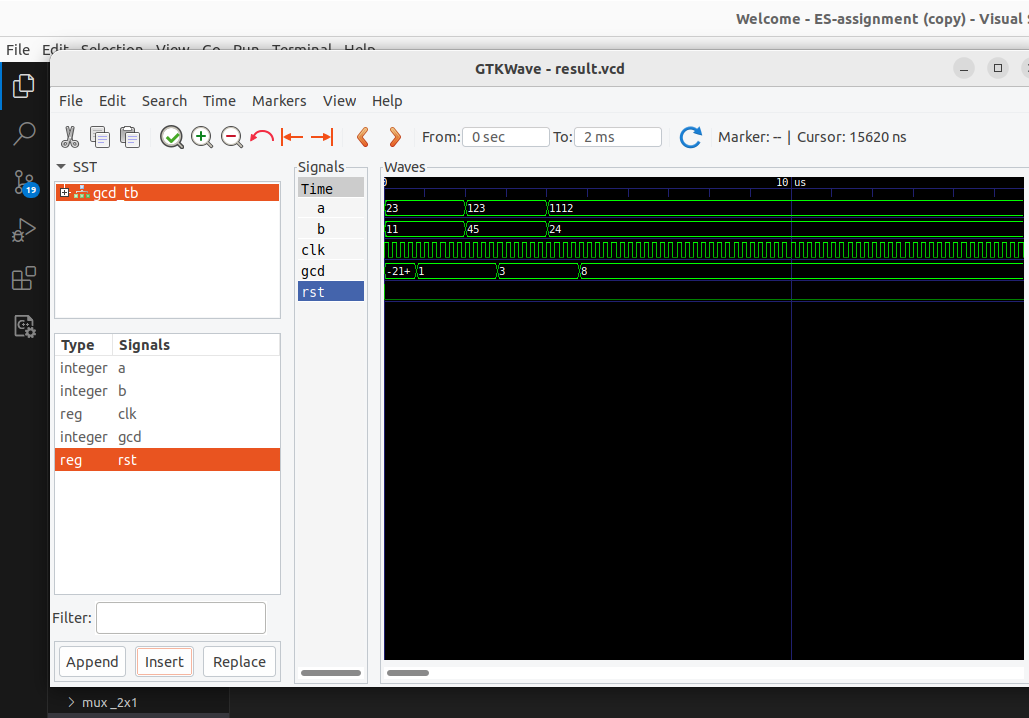 Welcome - ES-assignment (copy) - Visual
File Edit Selection View Go Run Terminal Help
GTKWave - result.vcd
File Edit Search Time Markers View Help
From: 0 sec To: 2 ms Marker: -- | Cursor: 15620 ns
SST
gcd_tb
19
Type Signals
integer a
integer b
reg clk
integer gcd
reg rst
Filter:
Append Insert Replace
Signals
Time
a
b
clk
gcd
rst
Waves
0 10 us
23 123 1112
11 45 24
-21+ 1 3 8
mux_2x1